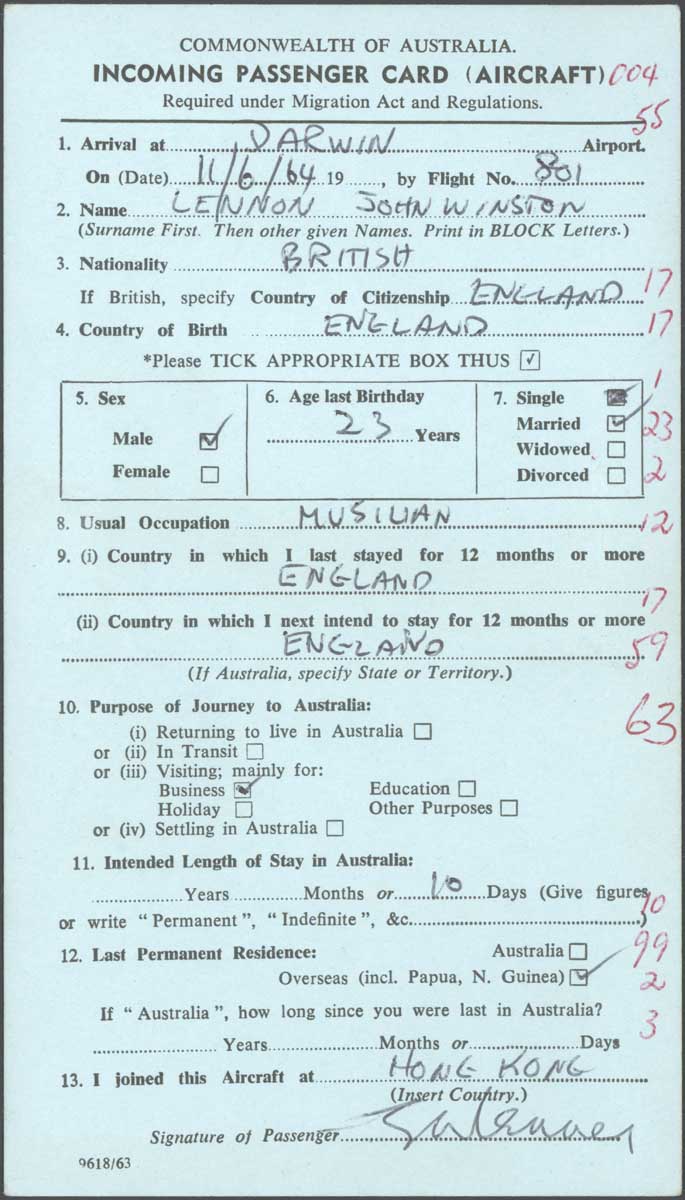 COMMONWEALTH OF AUSTRALIA.
INCOMING PASSENGER CARD (AIRCRAFT) 004
Required under Migration Act and Regulations.
55
1. Arrival at DARWIN Airport.
On (Date) 11/6/64 19 , by Flight No. 801
2. Name LENNON JOHN WINSTON
(Surname First. Then other given Names. Print in BLOCK Letters.)
3. Nationality BRITISH
If British, specify Country of Citizenship ENGLAND 17
4. Country of Birth ENGLAND 17
*Please TICK APPROPRIATE BOX THUS ☑
5. Sex 6. Age last Birthday 7. Single 1
Male 23 Years Married 23
Widowed
Female Divorced 2
8. Usual Occupation MUSICIAN 12
9. (i) Country in which I last stayed for 12 months or more
ENGLAND
17
(ii) Country in which I next intend to stay for 12 months or more
ENGLAND 59
(If Australia, specify State or Territory.)
10. Purpose of Journey to Australia: 63
(i) Returning to live in Australia
or (ii) In Transit
or (iii) Visiting; mainly for:
Business Education
Holiday Other Purposes
or (iv) Settling in Australia
11. Intended Length of Stay in Australia:
Years Months or 10 Days (Give figures
or write "Permanent", "Indefinite", &c. ) 10
12. Last Permanent Residence: Australia 99
Overseas (incl. Papua, N. Guinea) 2
If "Australia", how long since you were last in Australia?
3
Years Months or Days
13. I joined this Aircraft at HONG KONG
(Insert Country.)
Signature of Passenger
9618/63